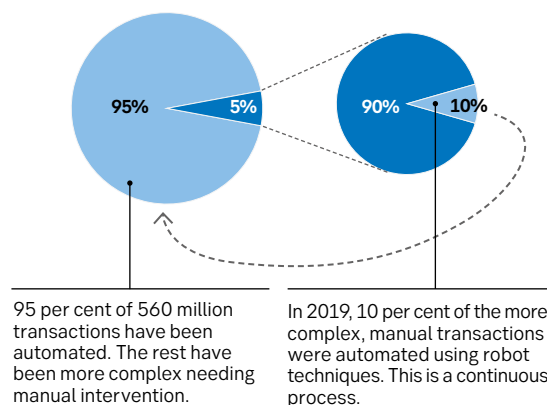 95%
5%
90%
10%
95 per cent of 560 million
transactions have been
automated. The rest have
been more complex needing
manual intervention.
In 2019, 10 per cent of the more
complex, manual transactions
were automated using robot
techniques. This is a continuous
process.